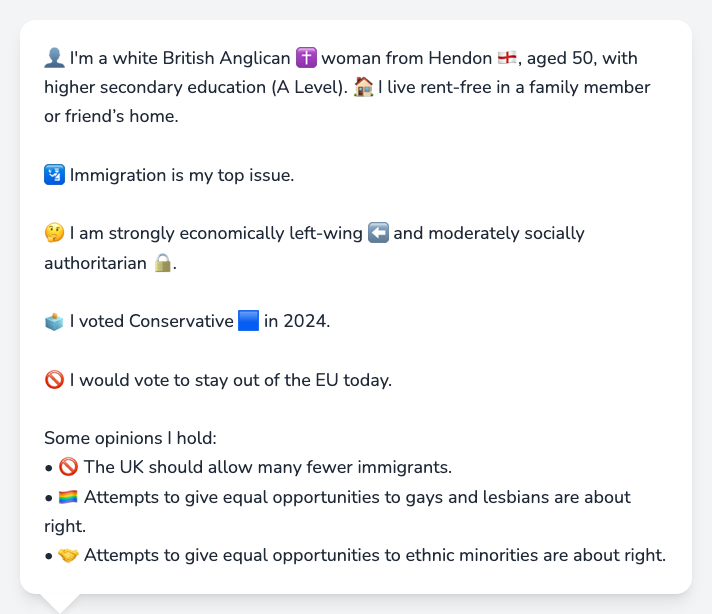 👤 I'm a white British Anglican ✝️ woman from Hendon 🏴󠁧󠁢󠁥󠁮󠁧󠁿, aged 50, with
higher secondary education (A Level). 🏠 I live rent-free in a family member
or friend’s home.
🛂 Immigration is my top issue.
🤔 I am strongly economically left-wing ⬅️ and moderately socially
authoritarian 🔒.
🗳️ I voted Conservative 🟦 in 2024.
🚫 I would vote to stay out of the EU today.
Some opinions I hold:
• 🚫 The UK should allow many fewer immigrants.
• 🏳️‍🌈 Attempts to give equal opportunities to gays and lesbians are about
right.
• 🤝 Attempts to give equal opportunities to ethnic minorities are about right.